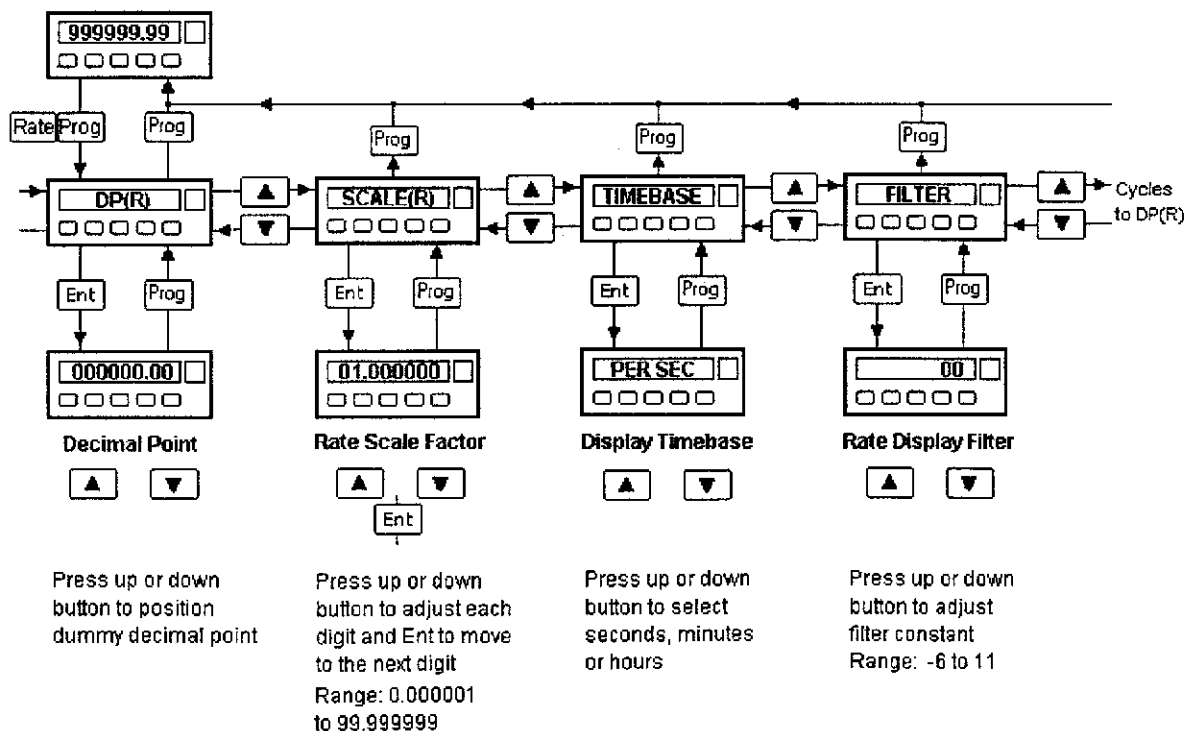 999999.99
Rate Prog Prog Prog Prog Prog
DP(R) ▲ SCALE(R) ▲ TIMEBASE ▲ FILTER ▲ Cycles
▼ ▼ ▼ ▼ to DP(R)
Ent Prog Ent Prog Ent Prog Ent Prog
000000.00 01.000000 PER SEC 00
Decimal Point
▲ ▼
Press up or down
button to position
dummy decimal point
Rate Scale Factor
▲ ▼
Ent
Press up or down
button to adjust each
digit and Ent to move
to the next digit
Range: 0.000001
to 99.999999
Display Timebase
▲ ▼
Press up or down
button to select
seconds, minutes
or hours
Rate Display Filter
▲ ▼
Press up or down
button to adjust
filter constant
Range: -6 to 11